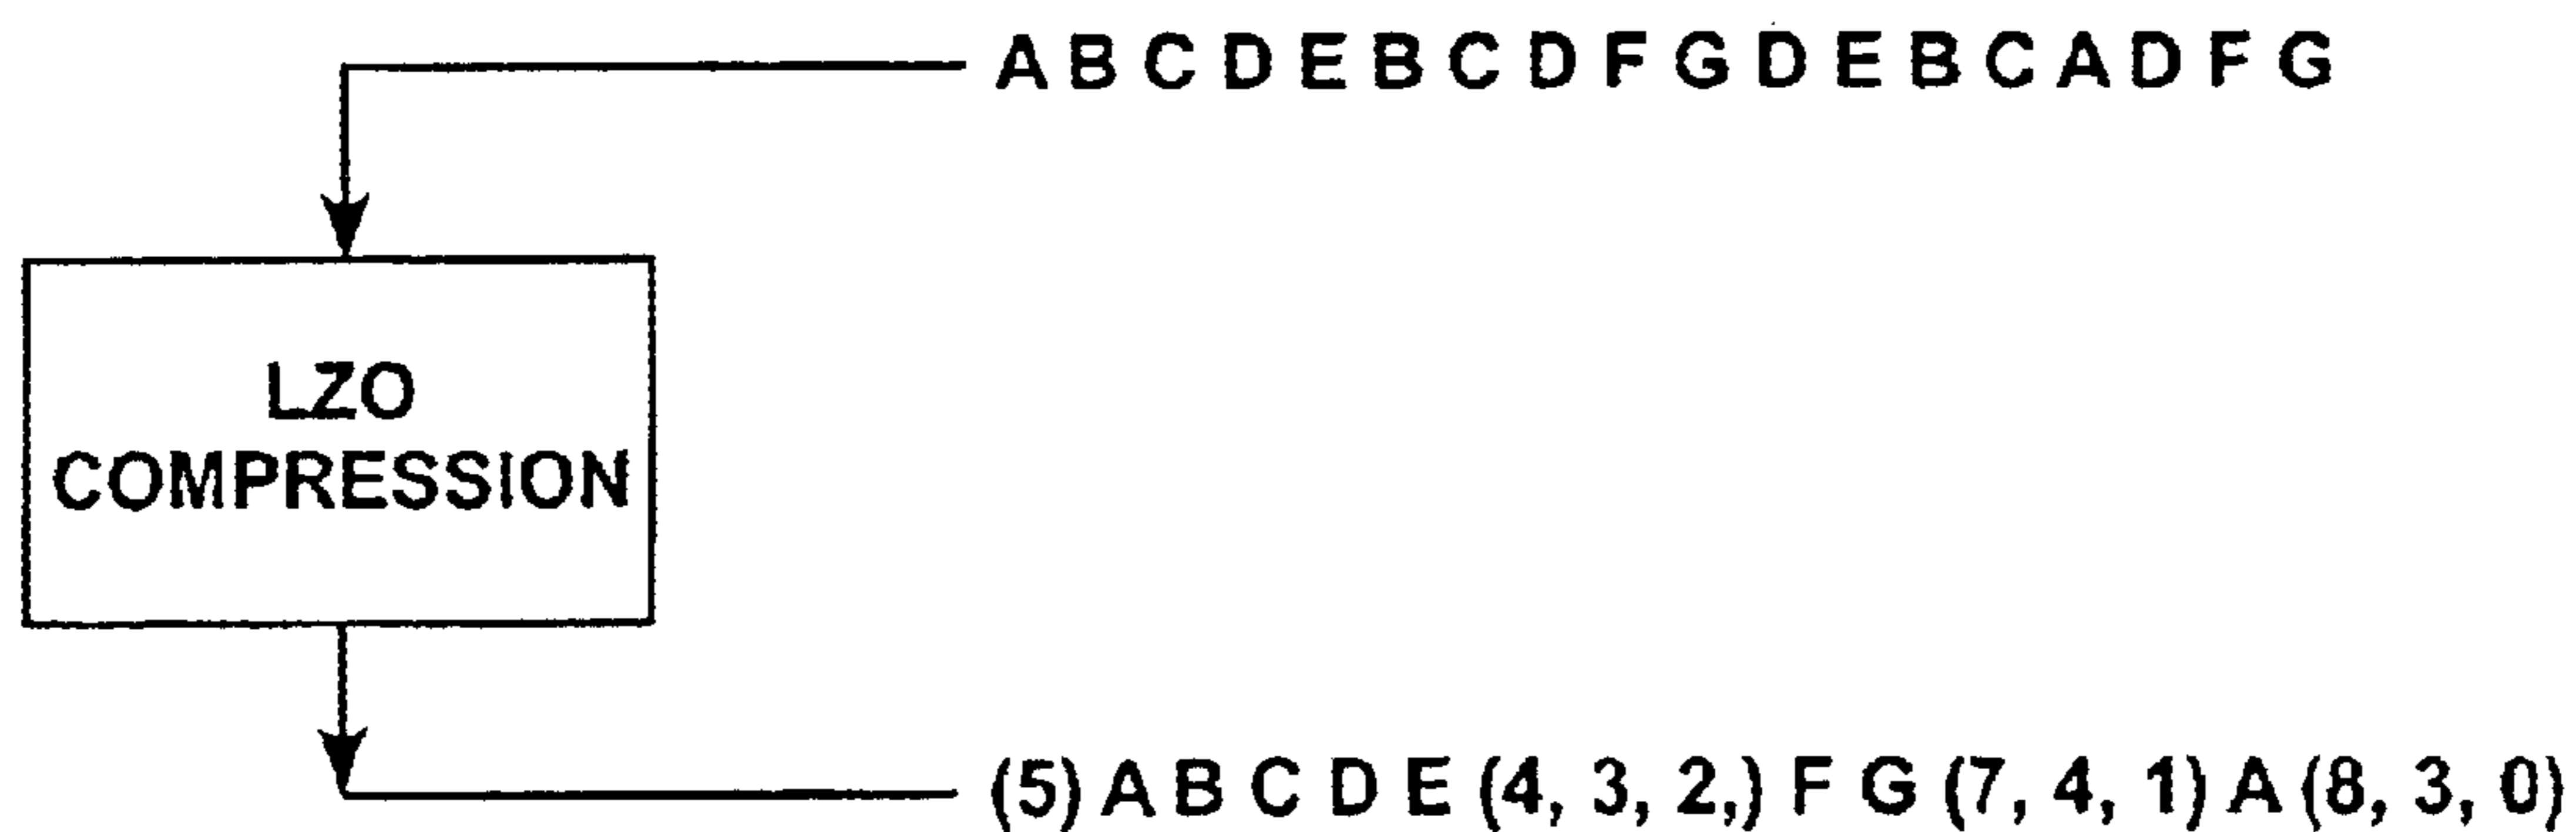 A B C D E B C D F G D E B C A D F G
LZO
COMPRESSION
(5) A B C D E (4, 3, 2,) F G (7, 4, 1) A (8, 3, 0)